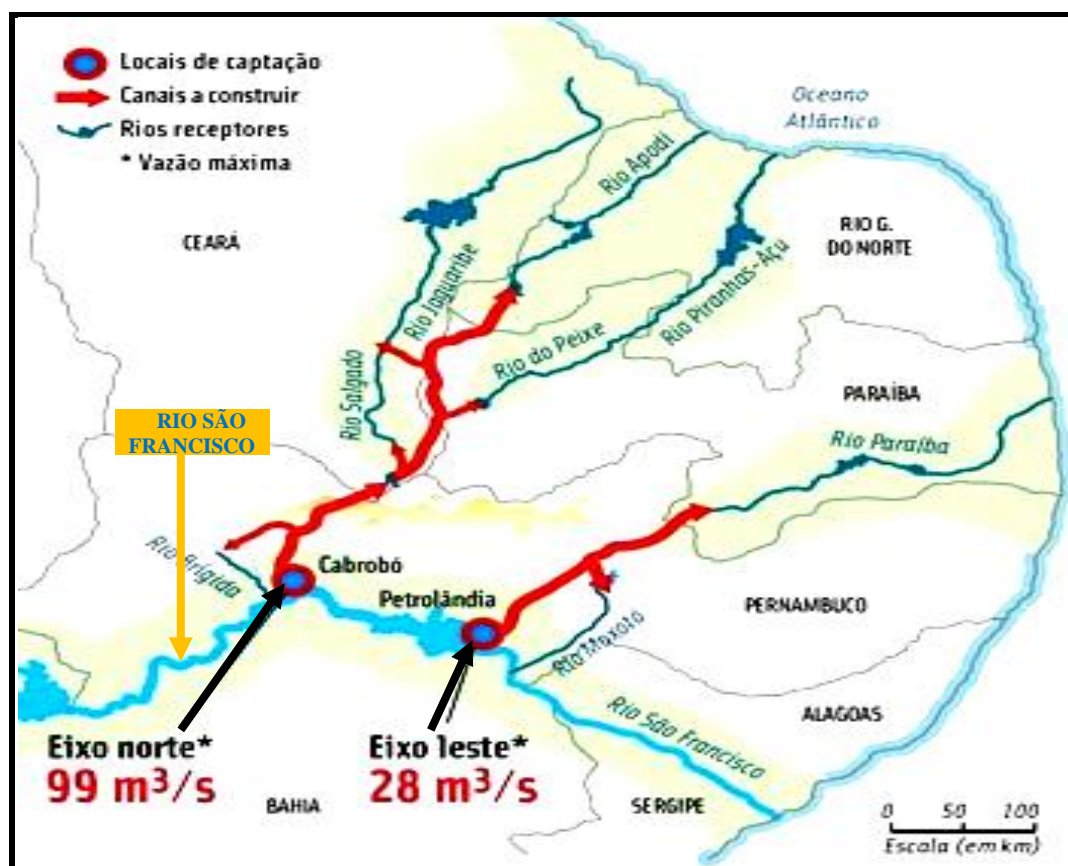 Locais de captação
Canais a construir
Rios receptores
* Vazão máxima
Oceano
Atlântico
CEARÁ
Rio Apodi
RIO G.
DO NORTE
Rio Jaguaribe
Rio Piranhas-Açu
Rio do Peixe
Rio Salgado
PARAÍBA
RIO SÃO
FRANCISCO
Rio Paraíba
Rio Brígida
Cabrobó
Petrolândia
PERNAMBUCO
Rio Moxotó
ALAGOAS
Rio São Francisco
Eixo norte*
99 m³/s
Eixo leste*
28 m³/s
BAHIA
SERGIPE
0 50 100
Escala (em km)